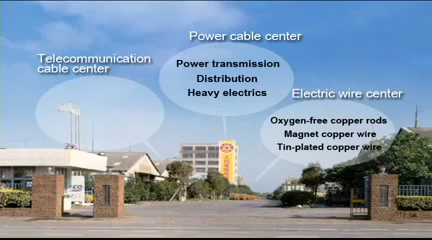 Power cable center
Telecommunication
cable center
Power transmission
Distribution
Heavy electrics
Electric wire center
Oxygen-free copper rods
Magnet copper wire
Tin-plated copper wire